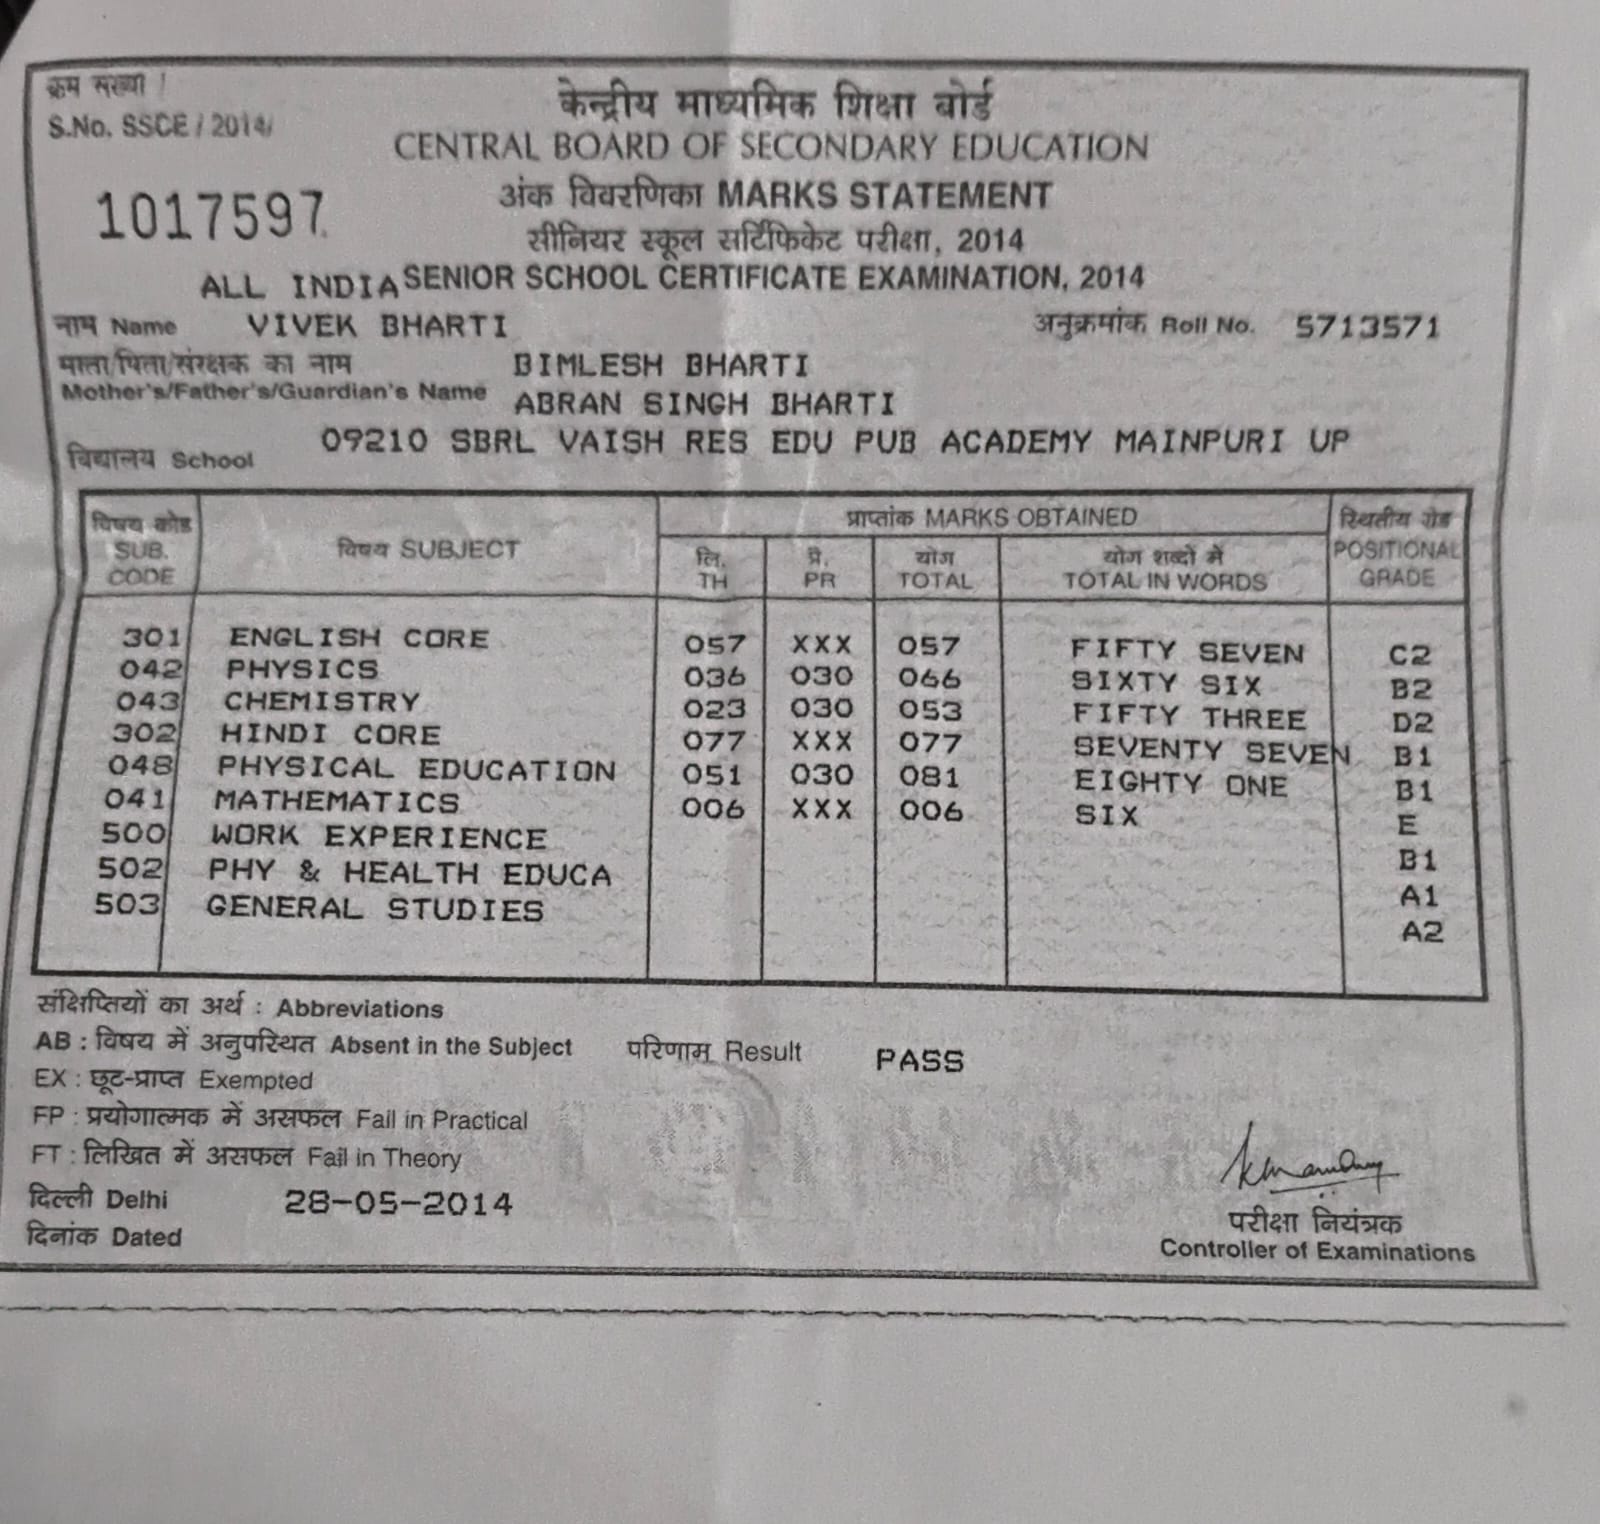 क्रम संख्या /
S.No. SSCE / 2014/
केन्द्रीय माध्यमिक शिक्षा बोर्ड
CENTRAL BOARD OF SECONDARY EDUCATION
1017597
अंक विवरणिका MARKS STATEMENT
सीनियर स्कूल सर्टिफिकेट परीक्षा, 2014
ALL INDIA SENIOR SCHOOL CERTIFICATE EXAMINATION, 2014
नाम Name VIVEK BHARTI अनुक्रमांक Roll No. 5713571
माता/पिता/संरक्षक का नाम BIMLESH BHARTI
Mother's/Father's/Guardian's Name ABRAN SINGH BHARTI
विद्यालय School 09210 SBRL VAISH RES EDU PUB ACADEMY MAINPURI UP
विषय कोड SUB. CODE विषय SUBJECT प्राप्तांक MARKS OBTAINED स्थितीय ग्रेड POSITIONAL GRADE
लि. TH प्रै. PR योग TOTAL योग शब्दों में TOTAL IN WORDS
301 ENGLISH CORE 057 XXX 057 FIFTY SEVEN C2
042 PHYSICS 036 030 066 SIXTY SIX B2
043 CHEMISTRY 023 030 053 FIFTY THREE D2
302 HINDI CORE 077 XXX 077 SEVENTY SEVEN B1
048 PHYSICAL EDUCATION 051 030 081 EIGHTY ONE B1
041 MATHEMATICS 006 XXX 006 SIX E
500 WORK EXPERIENCE B1
502 PHY & HEALTH EDUCA A1
503 GENERAL STUDIES A2
संक्षिप्तियों का अर्थ : Abbreviations
AB : विषय में अनुपस्थित Absent in the Subject परिणाम Result PASS
EX : छूट-प्राप्त Exempted
FP : प्रयोगात्मक में असफल Fail in Practical
FT : लिखित में असफल Fail in Theory
दिल्ली Delhi 28-05-2014
दिनांक Dated
परीक्षा नियंत्रक
Controller of Examinations